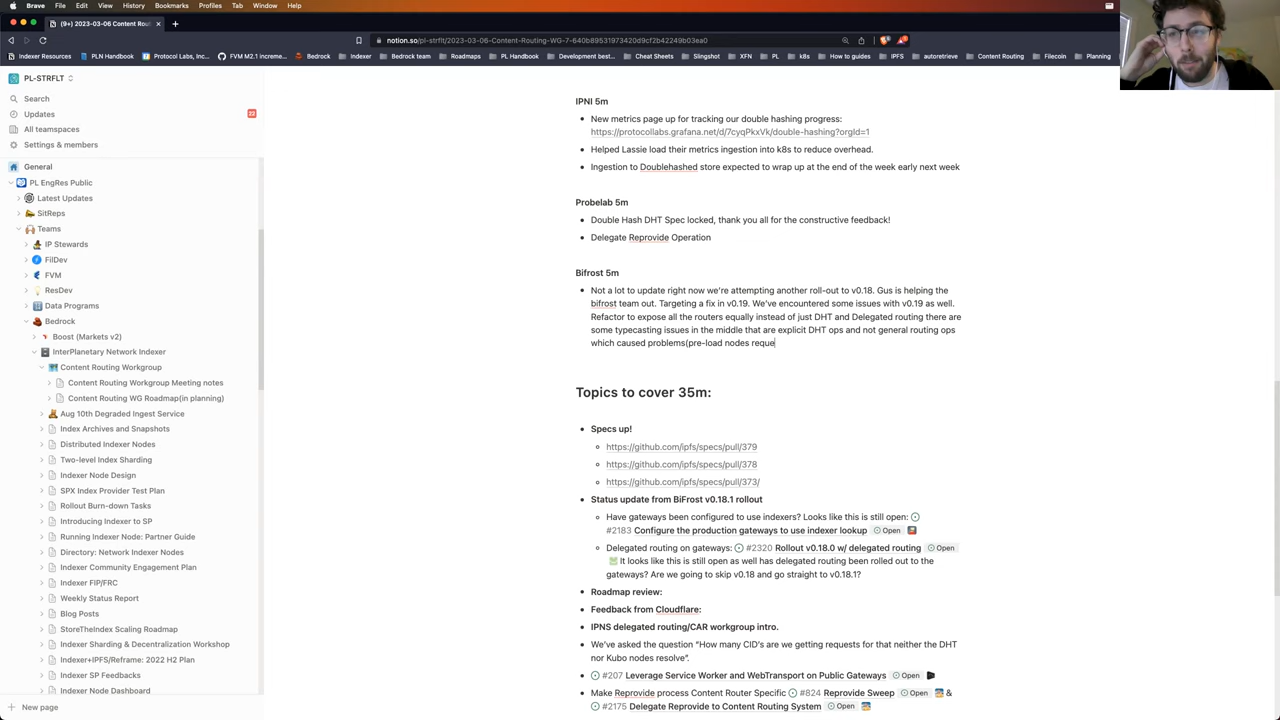 Brave File Edit View History Bookmarks Profiles Tab Window Help
(9+) 2023-03-06 Content Rou
notion.so/pl-strflt/2023-03-06-Content-Routing-WG-7-640b89531973420d9cf2b42249b03ea0
Indexer Resources PLN Handbook Protocol Labs, Inc... FVM M2.1 increme... Bedrock Indexer Bedrock team Roadmaps PL Handbook Development best... Cheat Sheets Slingshot XFN PL k8s How to guides IPFS autoretrieve Content Routing Filecoin Planning
PL-STRFLT
Search
Updates 22
All teamspaces
Settings & members
General
PL EngRes Public
Latest Updates
SitReps
Teams
IP Stewards
FilDev
FVM
ResDev
Data Programs
Bedrock
Boost (Markets v2)
InterPlanetary Network Indexer
Content Routing Workgroup
Content Routing Workgroup Meeting notes
Content Routing WG Roadmap(in planning)
Aug 10th Degraded Ingest Service
Index Archives and Snapshots
Distributed Indexer Nodes
Two-level Index Sharding
Indexer Node Design
SPX Index Provider Test Plan
Rollout Burn-down Tasks
Introducing Indexer to SP
Running Indexer Node: Partner Guide
Directory: Network Indexer Nodes
Indexer Community Engagement Plan
Indexer FIP/FRC
Weekly Status Report
Blog Posts
StoreTheIndex Scaling Roadmap
Indexer Sharding & Decentralization Workshop
Indexer+IPFS/Reframe: 2022 H2 Plan
Indexer SP Feedbacks
Indexer Node Dashboard
New page
IPNI 5m
New metrics page up for tracking our double hashing progress:
https://protocollabs.grafana.net/d/7cyqPkxVk/double-hashing?orgId=1
Helped Lassie load their metrics ingestion into k8s to reduce overhead.
Ingestion to Doublehashed store expected to wrap up at the end of the week early next week
Probelab 5m
Double Hash DHT Spec locked, thank you all for the constructive feedback!
Delegate Reprovide Operation
Bifrost 5m
Not a lot to update right now we're attempting another roll-out to v0.18. Gus is helping the
bifrost team out. Targeting a fix in v0.19. We've encountered some issues with v0.19 as well.
Refactor to expose all the routers equally instead of just DHT and Delegated routing there are
some typecasting issues in the middle that are explicit DHT ops and not general routing ops
which caused problems(pre-load nodes reque
Topics to cover 35m:
Specs up!
https://github.com/ipfs/specs/pull/379
https://github.com/ipfs/specs/pull/378
https://github.com/ipfs/specs/pull/373/
Status update from BiFrost v0.18.1 rollout
Have gateways been configured to use indexers? Looks like this is still open:
#2183 Configure the production gateways to use indexer lookup Open
Delegated routing on gateways: #2320 Rollout v0.18.0 w/ delegated routing Open
It looks like this is still open as well has delegated routing been rolled out to the
gateways? Are we going to skip v0.18 and go straight to v0.18.1?
Roadmap review:
Feedback from Cloudflare:
IPNS delegated routing/CAR workgroup intro.
We've asked the question "How many CID's are we getting requests for that neither the DHT
nor Kubo nodes resolve".
#207 Leverage Service Worker and WebTransport on Public Gateways Open
Make Reprovide process Content Router Specific #824 Reprovide Sweep Open &
#2175 Delegate Reprovide to Content Routing System Open